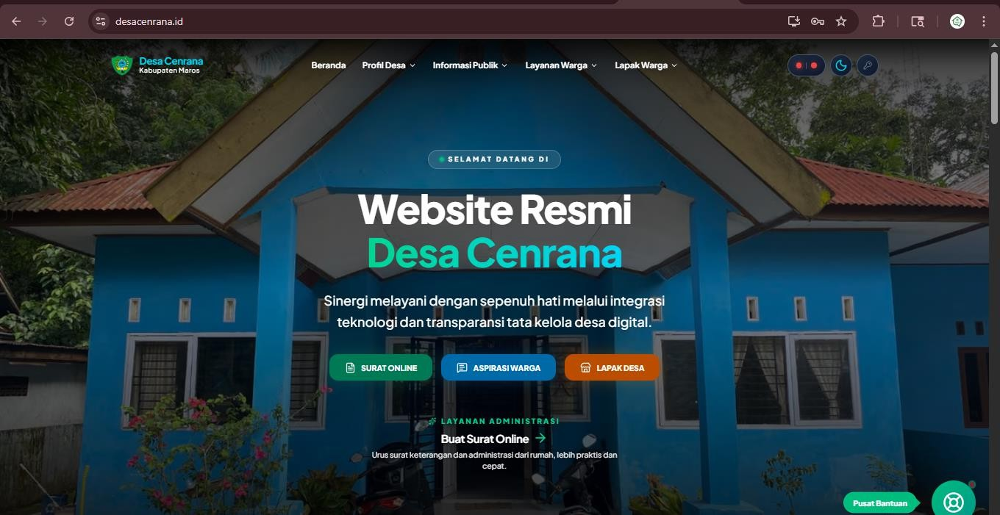 desacenrana.id
Desa Cenrana
Kabupaten Maros
Beranda
Profil Desa
Informasi Publik
Layanan Warga
Lapak Warga
SELAMAT DATANG DI
Website Resmi
Desa Cenrana
Sinergi melayani dengan sepenuh hati melalui integrasi
teknologi dan transparansi tata kelola desa digital.
SURAT ONLINE
ASPIRASI WARGA
LAPAK DESA
LAYANAN ADMINISTRASI
Buat Surat Online
Urus surat keterangan dan administrasi dari rumah, lebih praktis dan
cepat.
Pusat Bantuan